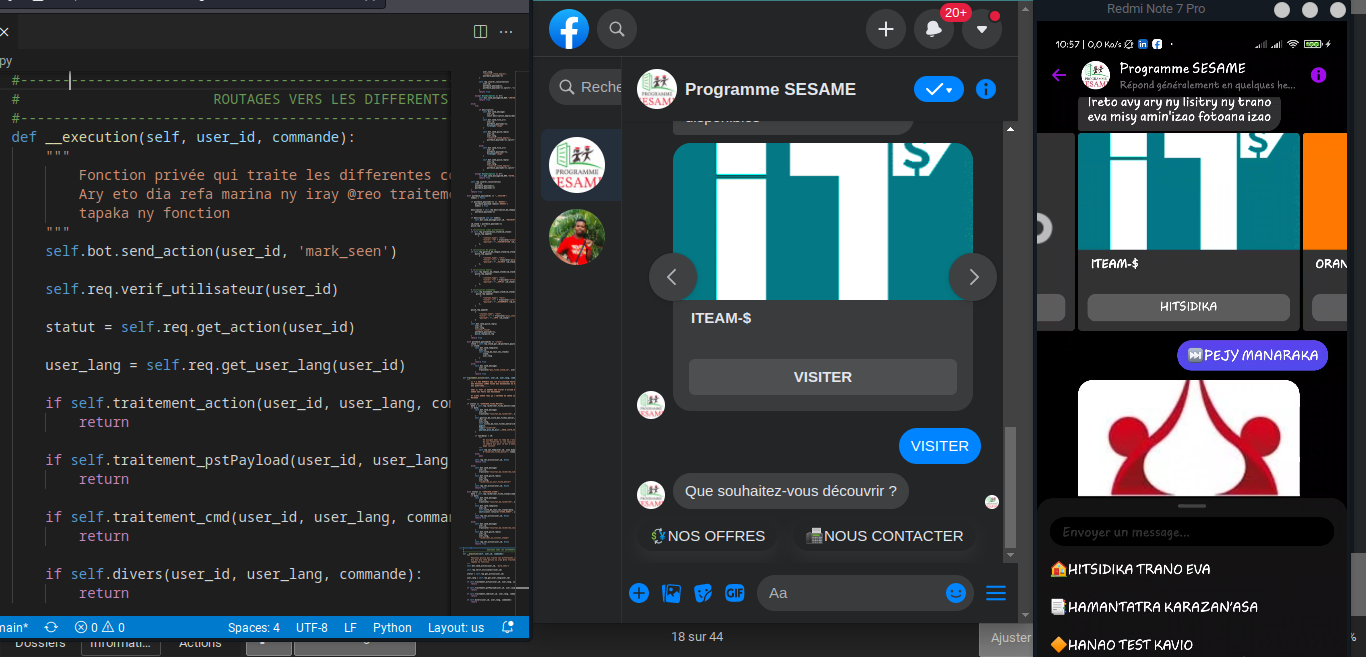 py
#
# ROUTAGES VERS LES DIFFERENTS
#
def __execution(self, user_id, commande):
"""
Fonction privée qui traite les differentes
Ary eto dia refa marina ny iray @reo
tapaka ny fonction
"""
self.bot.send_action(user_id, 'mark_seen')
self.req.verif_utilisateur(user_id)
statut = self.req.get_action(user_id)
user_lang = self.req.get_user_lang(user_id)
if self.traitement_action(user_id, user_lang,
return
if self.traitement_pstPayload(user_id, user_lang
return
if self.traitement_cmd(user_id, user_lang,
return
if self.divers(user_id, user_lang, commande):
return
main*
0 0
Spaces: 4
UTF-8
LF
Python
Layout: us
Dossiers
Informati...
Actions
20+
Reche
PROGRAMME
SESAME
Programme SESAME
iT $
ITEAM-$
VISITER
VISITER
Que souhaitez-vous découvrir ?
NOS OFFRES
NOUS CONTACTER
GIF
Aa
18 sur 44
Ajuster
%
Redmi Note 7 Pro
10:57 | 0,0 Ko/s
Programme SESAME
Répond généralement en quelques he...
Ireto avy ary ny lisitry ny trano
eva misy amin'izao fotoana izao
iT $
ITEAM-$
ORAN
HITSIDIKA
PEJY MANARAKA
Envoyer un message...
HITSIDIKA TRANO EVA
HAMANTATRA KARAZAN'ASA
HANAO TEST KAVIO